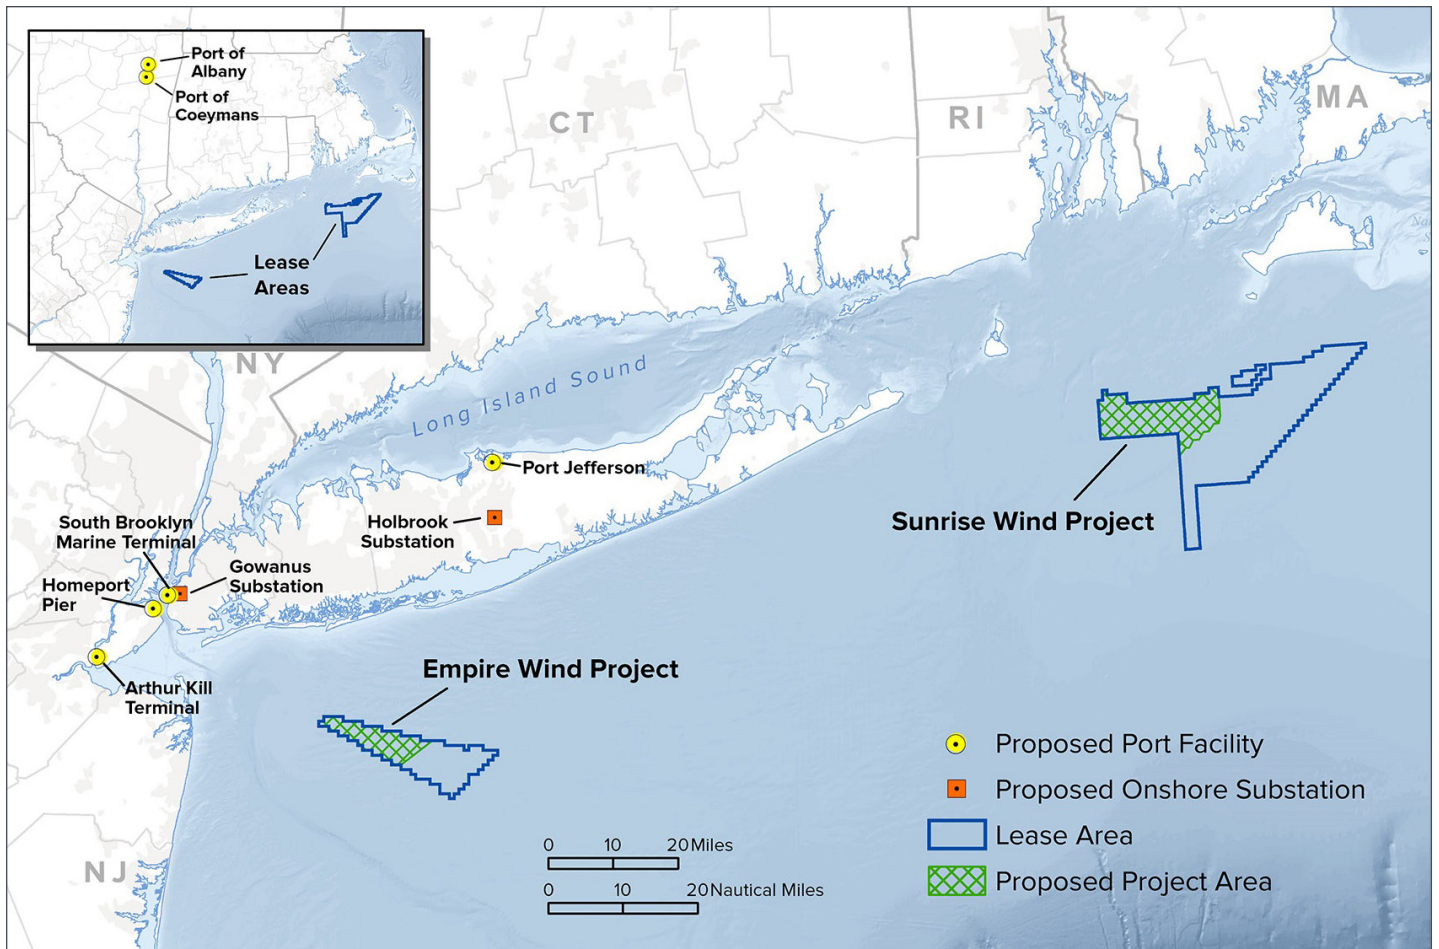 Port of
Albany
Port of
Coeymans
Lease
Areas
CT
RI
MA
NY
Long Island Sound
Port Jefferson
Holbrook
Substation
South Brooklyn
Marine Terminal
Gowanus
Substation
Homeport
Pier
Arthur Kill
Terminal
Sunrise Wind Project
Empire Wind Project
NJ
0 10 20 Miles
0 10 20 Nautical Miles
Proposed Port Facility
Proposed Onshore Substation
Lease Area
Proposed Project Area